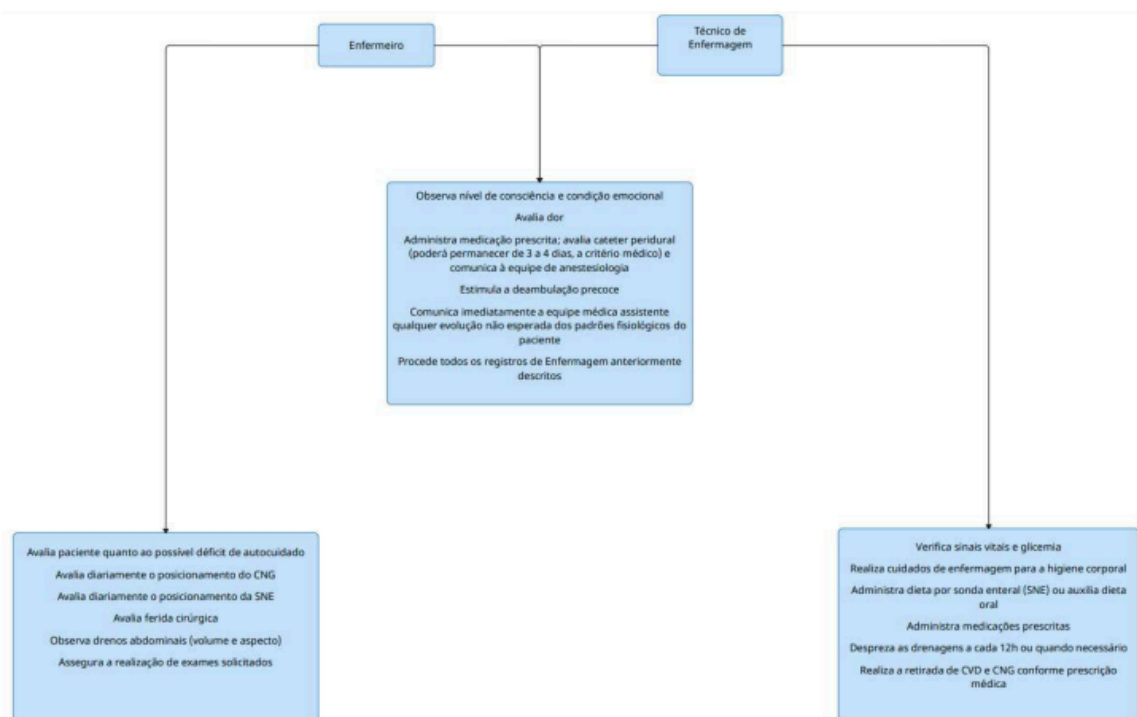 Enfermeiro
Técnico de
Enfermagem
Observa nível de consciência e condição emocional
Avalia dor
Administra medicação prescrita; avalia cateter peridural
(poderá permanecer de 3 a 4 dias, a critério médico) e
comunica à equipe de anestesiologia
Estimula a deambulação precoce
Comunica imediatamente a equipe médica assistente
qualquer evolução não esperada dos padrões fisiológicos do
paciente
Procede todos os registros de Enfermagem anteriormente
descritos
Avalia paciente quanto ao possível déficit de autocuidado
Avalia diariamente o posicionamento do CNG
Avalia diariamente o posicionamento da SNE
Avalia ferida cirúrgica
Observa drenos abdominais (volume e aspecto)
Assegura a realização de exames solicitados
Verifica sinais vitais e glicemia
Realiza cuidados de enfermagem para a higiene corporal
Administra dieta por sonda enteral (SNE) ou auxilia dieta
oral
Administra medicações prescritas
Despreza as drenagens a cada 12h ou quando necessário
Realiza a retirada de CVD e CNG conforme prescrição
médica